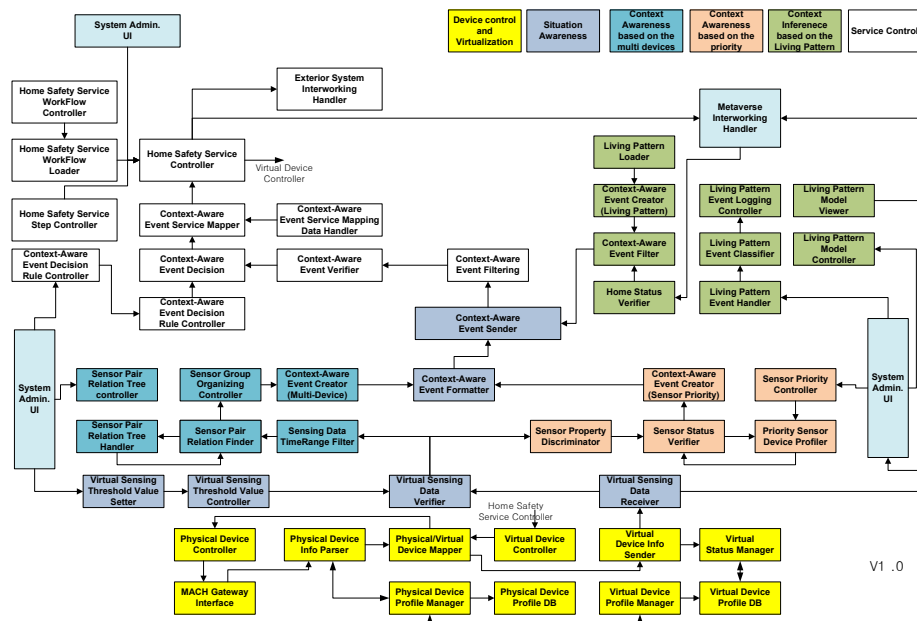 System Admin.
UI
Device control
and
Virtualization
Situation
Awareness
Context
Awareness
based on the
multi devices
Context
Awareness
based on the
priority
Context
Inferenece based
on the
Living Pattern
Service Control
Exterior System
Interworking
Handler
Home Safety Service
WorkFlow
Controller
Metaverse
Interworking
Handler
Home Safety Service
WorkFlow
Loader
Home Safety Service
Controller
Virtual Device
Controller
Living Pattern
Loader
Home Safety Service
Step Controller
Context-Aware
Event Service Mapper
Context-Aware
Event Service Mapping
Data Handler
Context-Aware
Event Creator
(Living Pattern)
Living Pattern
Event Logging
Controller
Living Pattern
Model
Viewer
Context-Aware
Event Decision
Rule Controller
Context-Aware
Event Decision
Context-Aware
Event Verifier
Context-Aware
Event Filtering
Context-Aware
Event Filter
Living Pattern
Event Classifier
Living Pattern
Model
Controller
Context-Aware
Event Decision
Rule Controller
Home Status
Verifier
Living Pattern
Event Handler
Context-Aware
Event Sender
System
Admin.
UI
Sensor Pair
Relation Tree
controller
Sensor Group
Organizing
Controller
Context-Aware
Event Creator
(Multi-Device)
Context-Aware
Event Formatter
Context-Aware
Event Creator
(Sensor Priority)
Sensor Priority
Controller
System
Admin.
UI
Sensor Pair
Relation Tree
Handler
Sensor Pair
Relation Finder
Sensing Data
TimeRange Filter
Sensor Property
Discriminator
Sensor Status
Verifier
Priority Sensor
Device Profiler
Virtual Sensing
Threshold Value
Setter
Virtual Sensing
Threshold Value
Controller
Virtual Sensing
Data
Verifier
Virtual Sensing
Data
Receiver
Home Safety
Service Controller
Physical Device
Controller
Physical Device
Info Parser
Physical/Virtual
Device Mapper
Virtual Device
Controller
Virtual
Device Info
Sender
Virtual
Status Manager
V1 .0
MACH Gateway
Interface
Physical Device
Profile Manager
Physical Device
Profile DB
Virtual Device
Profile Manager
Virtual Device
Profile DB